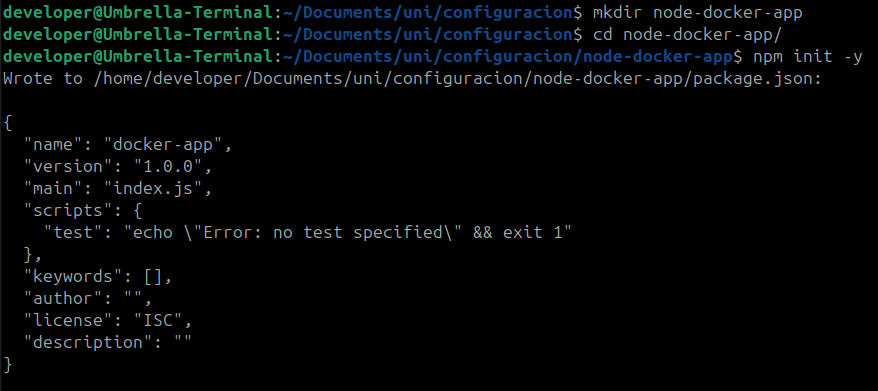 developer@Umbrella-Terminal:~/Documents/uni/configuracion$ mkdir node-docker-app
developer@Umbrella-Terminal:~/Documents/uni/configuracion$ cd node-docker-app/
developer@Umbrella-Terminal:~/Documents/uni/configuracion/node-docker-app$ npm init -y
Wrote to /home/developer/Documents/uni/configuracion/node-docker-app/package.json:

{
  "name": "docker-app",
  "version": "1.0.0",
  "main": "index.js",
  "scripts": {
    "test": "echo \"Error: no test specified\" && exit 1"
  },
  "keywords": [],
  "author": "",
  "license": "ISC",
  "description": ""
}